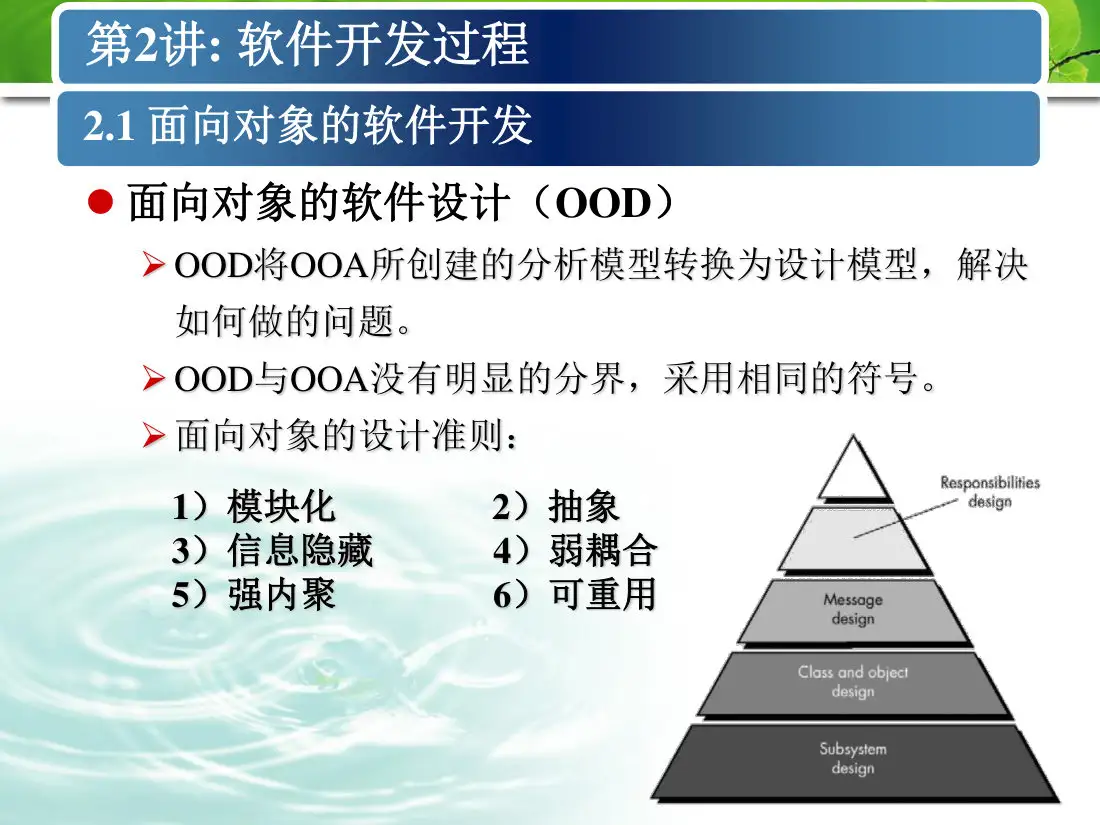 第2讲: 软件开发过程
2.1 面向对象的软件开发
面向对象的软件设计（OOD）
OOD将OOA所创建的分析模型转换为设计模型，解决
如何做的问题。
OOD与OOA没有明显的分界，采用相同的符号。
面向对象的设计准则：
1）模块化 2）抽象
3）信息隐藏 4）弱耦合
5）强内聚 6）可重用
Responsibilities
design
Message
design
Class and object
design
Subsystem
design